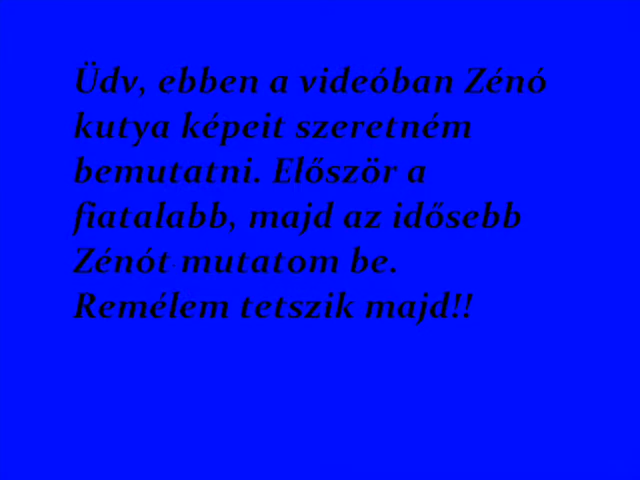 Üdv, ebben a videóban Zénó
kutya képeit szeretném
bemutatni. Először a
fiatalabb, majd az idősebb
Zénót mutatom be.
Remélem tetszik majd!!